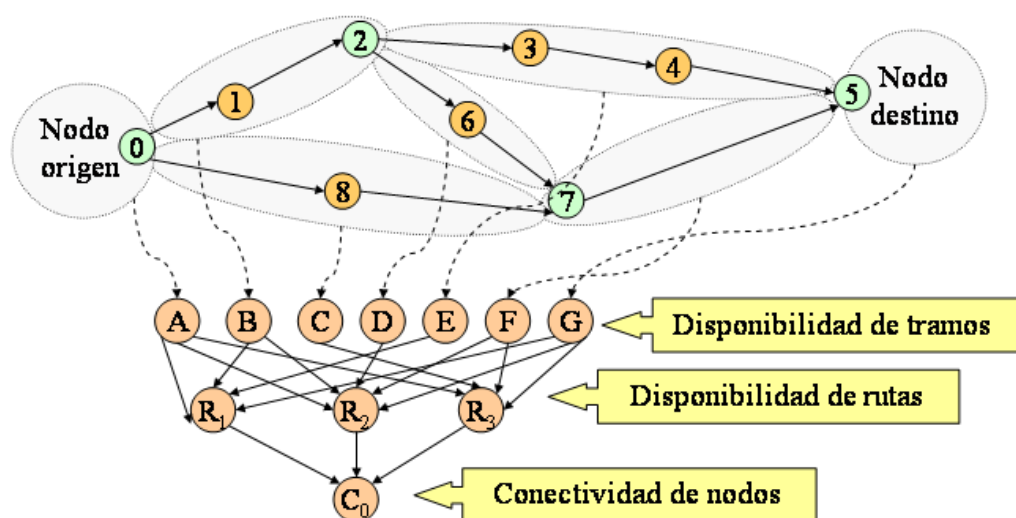 2
3
4
1
6
5
Nodo
destino
Nodo
origen
0
8
7
A B C D E F G
Disponibilidad de tramos
R1 R2 R3
Disponibilidad de rutas
C0
Conectividad de nodos